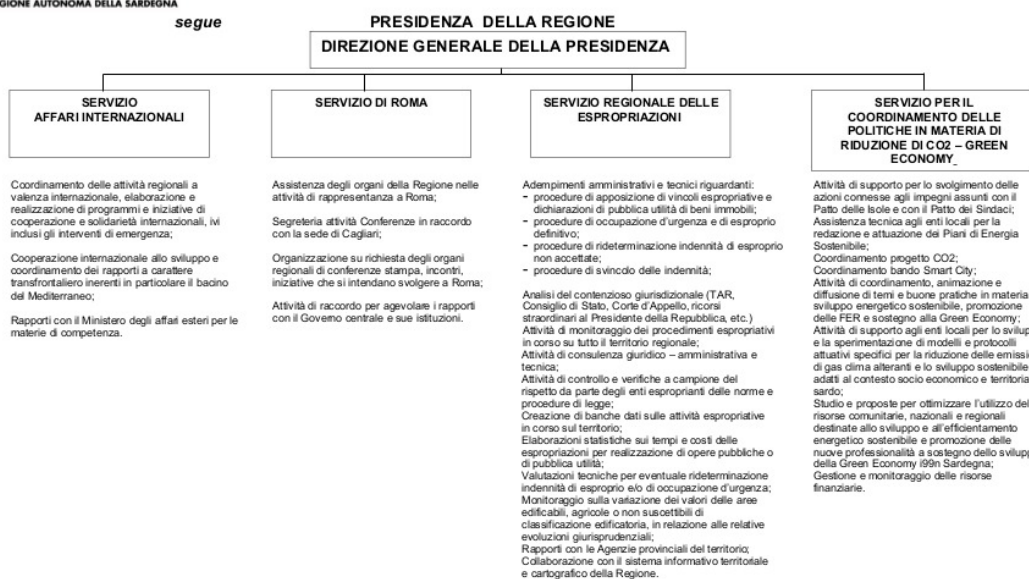 REGIONE AUTONOMA DELLA SARDEGNA
segue
PRESIDENZA DELLA REGIONE
DIREZIONE GENERALE DELLA PRESIDENZA
SERVIZIO
AFFARI INTERNAZIONALI
Coordinamento delle attività regionali a
valenza internazionale, elaborazione e
realizzazione di programmi e iniziative di
cooperazione e solidarietà internazionali, ivi
inclusi gli interventi di emergenza;
Cooperazione internazionale allo sviluppo e
coordinamento dei rapporti a carattere
transfrontaliero inerenti in particolare il bacino
del Mediterraneo;
Rapporti con il Ministero degli affari esteri per le
materie di competenza.
SERVIZIO DI ROMA
Assistenza degli organi della Regione nelle
attività di rappresentanza a Roma;
Segreteria attività Conferenze in raccordo
con la sede di Cagliari;
Organizzazione su richiesta degli organi
regionali di conferenze stampa, incontri,
iniziative che si intendano svolgere a Roma;
Attività di raccordo per agevolare i rapporti
con il Governo centrale e sue istituzioni.
SERVIZIO REGIONALE DELLE
ESPROPRIAZIONI
Adempimenti amministrativi e tecnici riguardanti:
- procedure di apposizione di vincoli espropriative e
dichiarazioni di pubblica utilità di beni immobili;
- procedure di occupazione d'urgenza e di esproprio
definitivo;
- procedure di rideterminazione indennità di esproprio
non accettate;
- procedure di svincolo delle indennità;
Analisi del contenzioso giurisdizionale (TAR,
Consiglio di Stato, Corte d'Appello, ricorsi
straordinari al Presidente della Repubblica, etc.)
Attività di monitoraggio dei procedimenti espropriativi
in corso su tutto il territorio regionale;
Attività di consulenza giuridico – amministrativa e
tecnica;
Attività di controllo e verifiche a campione del
rispetto da parte degli enti esproprianti delle norme e
procedure di legge;
Creazione di banche dati sulle attività espropriative
in corso sul territorio;
Elaborazioni statistiche sui tempi e costi delle
espropriazioni per realizzazione di opere pubbliche o
di pubblica utilità;
Valutazioni tecniche per eventuale rideterminazione
indennità di esproprio e/o di occupazione d'urgenza;
Monitoraggio sulla variazione dei valori delle aree
edificabili, agricole o non suscettibili di
classificazione edificatoria, in relazione alle relative
evoluzioni giurisprudenziali;
Rapporti con le Agenzie provinciali del territorio;
Collaborazione con il sistema informativo territoriale
e cartografico della Regione.
SERVIZIO PER IL
COORDINAMENTO DELLE
POLITICHE IN MATERIA DI
RIDUZIONE DI CO2 – GREEN
ECONOMY
Attività di supporto per lo svolgimento delle
azioni connesse agli impegni assunti con il
Patto delle Isole e con il Patto dei Sindaci;
Assistenza tecnica agli enti locali per la
redazione e attuazione dei Piani di Energia
Sostenibile;
Coordinamento progetto CO2;
Coordinamento bando Smart City;
Attività di coordinamento, animazione e
diffusione di temi e buone pratiche in materia
sviluppo energetico sostenibile, promozione
delle FER e sostegno alla Green Economy;
Attività di supporto agli enti locali per lo
e la sperimentazione di modelli e protocolli
attuativi specifici per la riduzione delle
di gas clima alteranti e lo sviluppo sostenibile
adatti al contesto socio economico e
sardo;
Studio e proposte per ottimizzare l'utilizzo
risorse comunitarie, nazionali e regionali
destinate allo sviluppo e all'efficientamento
energetico sostenibile e promozione delle
nuove professionalità a sostegno dello
della Green Economy i99n Sardegna;
Gestione e monitoraggio delle risorse
finanziarie.